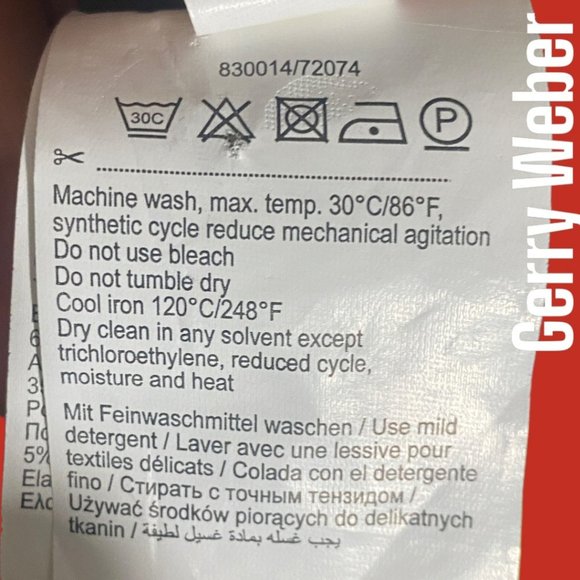 830014/72074
30C
P
Machine wash, max. temp. 30°C/86°F,
synthetic cycle reduce mechanical agitation
Do not use bleach
Do not tumble dry
Cool iron 120°C/248°F
Dry clean in any solvent except
trichloroethylene, reduced cycle,
moisture and heat
Mit Feinwaschmittel waschen / Use mild
detergent / Laver avec une lessive pour
textiles délicats / Colada con el detergente
fino / Стирать с точным тензидом /
Używać środków piorących do delikatnych
tkanin / يجب غسله بمادة غسيل لطيفة
5%
Ela
Ελα
Gerry Weber